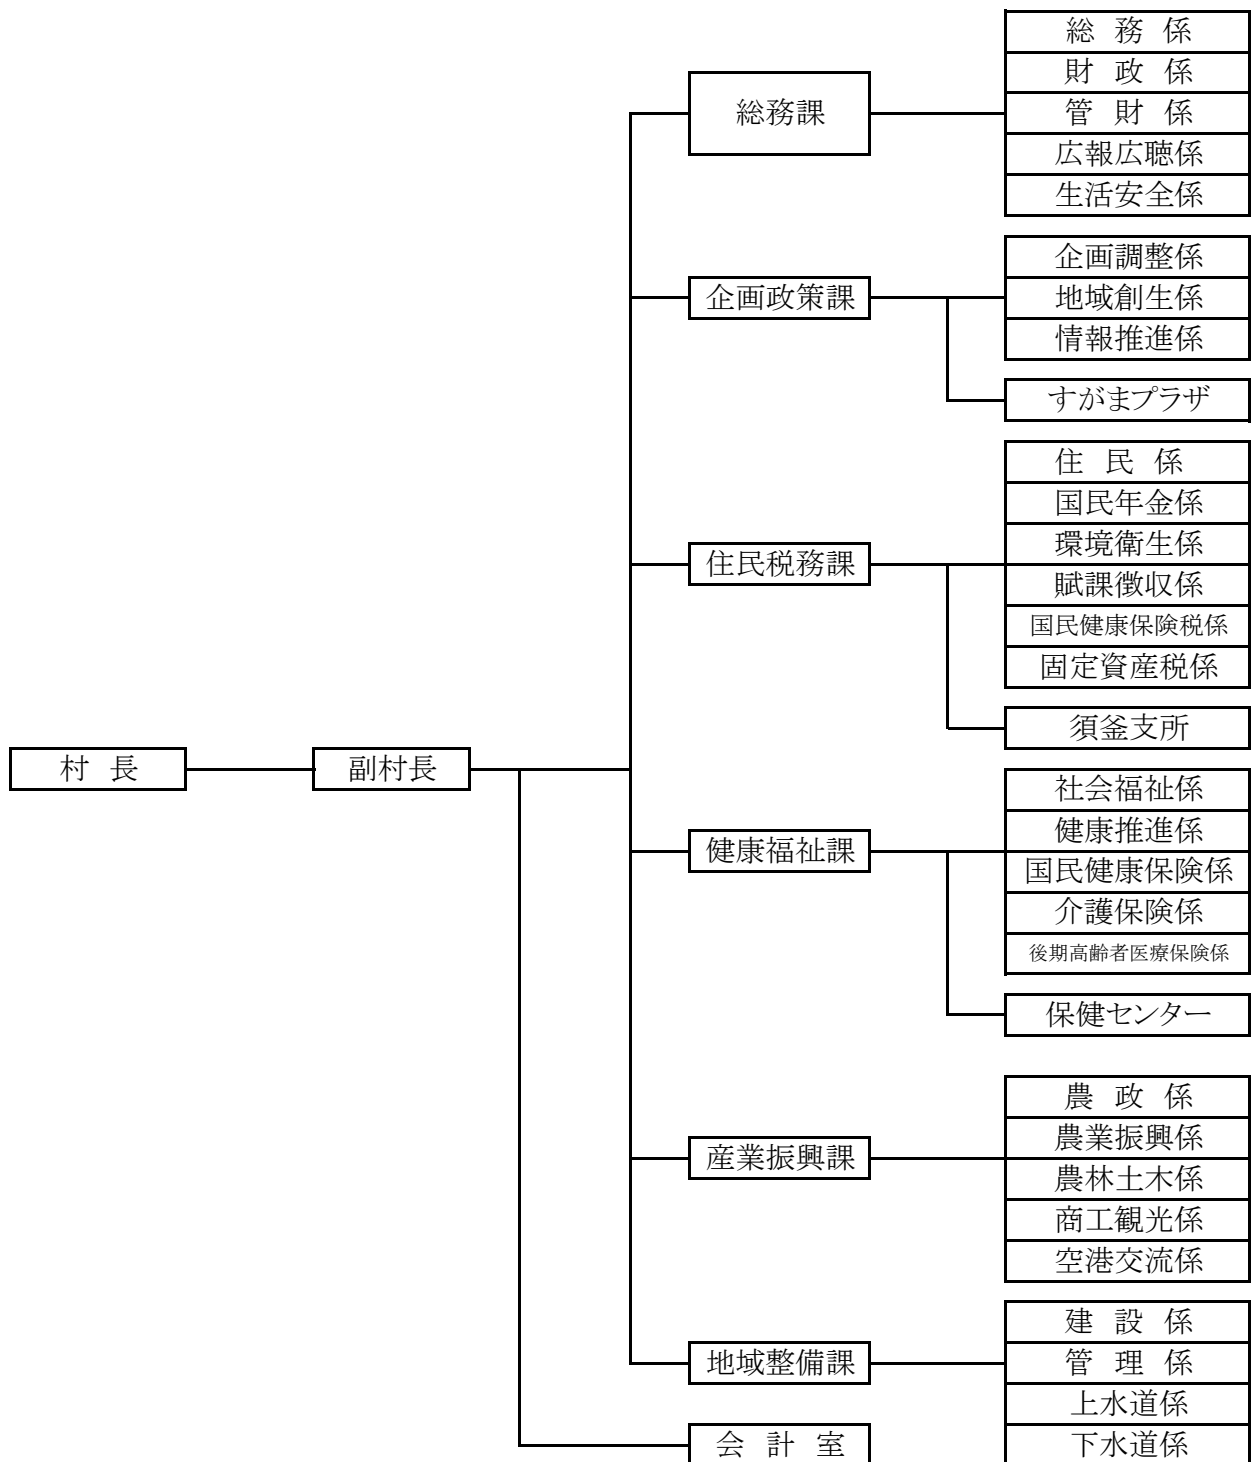 村 長
副村長
総務課
総 務 係
財 政 係
管 財 係
広報広聴係
生活安全係
企画政策課
企画調整係
地域創生係
情報推進係
すがまプラザ
住民税務課
住 民 係
国民年金係
環境衛生係
賦課徴収係
国民健康保険税係
固定資産税係
須釜支所
健康福祉課
社会福祉係
健康推進係
国民健康保険係
介護保険係
後期高齢者医療保険係
保健センター
産業振興課
農 政 係
農業振興係
農林土木係
商工観光係
空港交流係
地域整備課
建 設 係
管 理 係
上水道係
下水道係
会 計 室